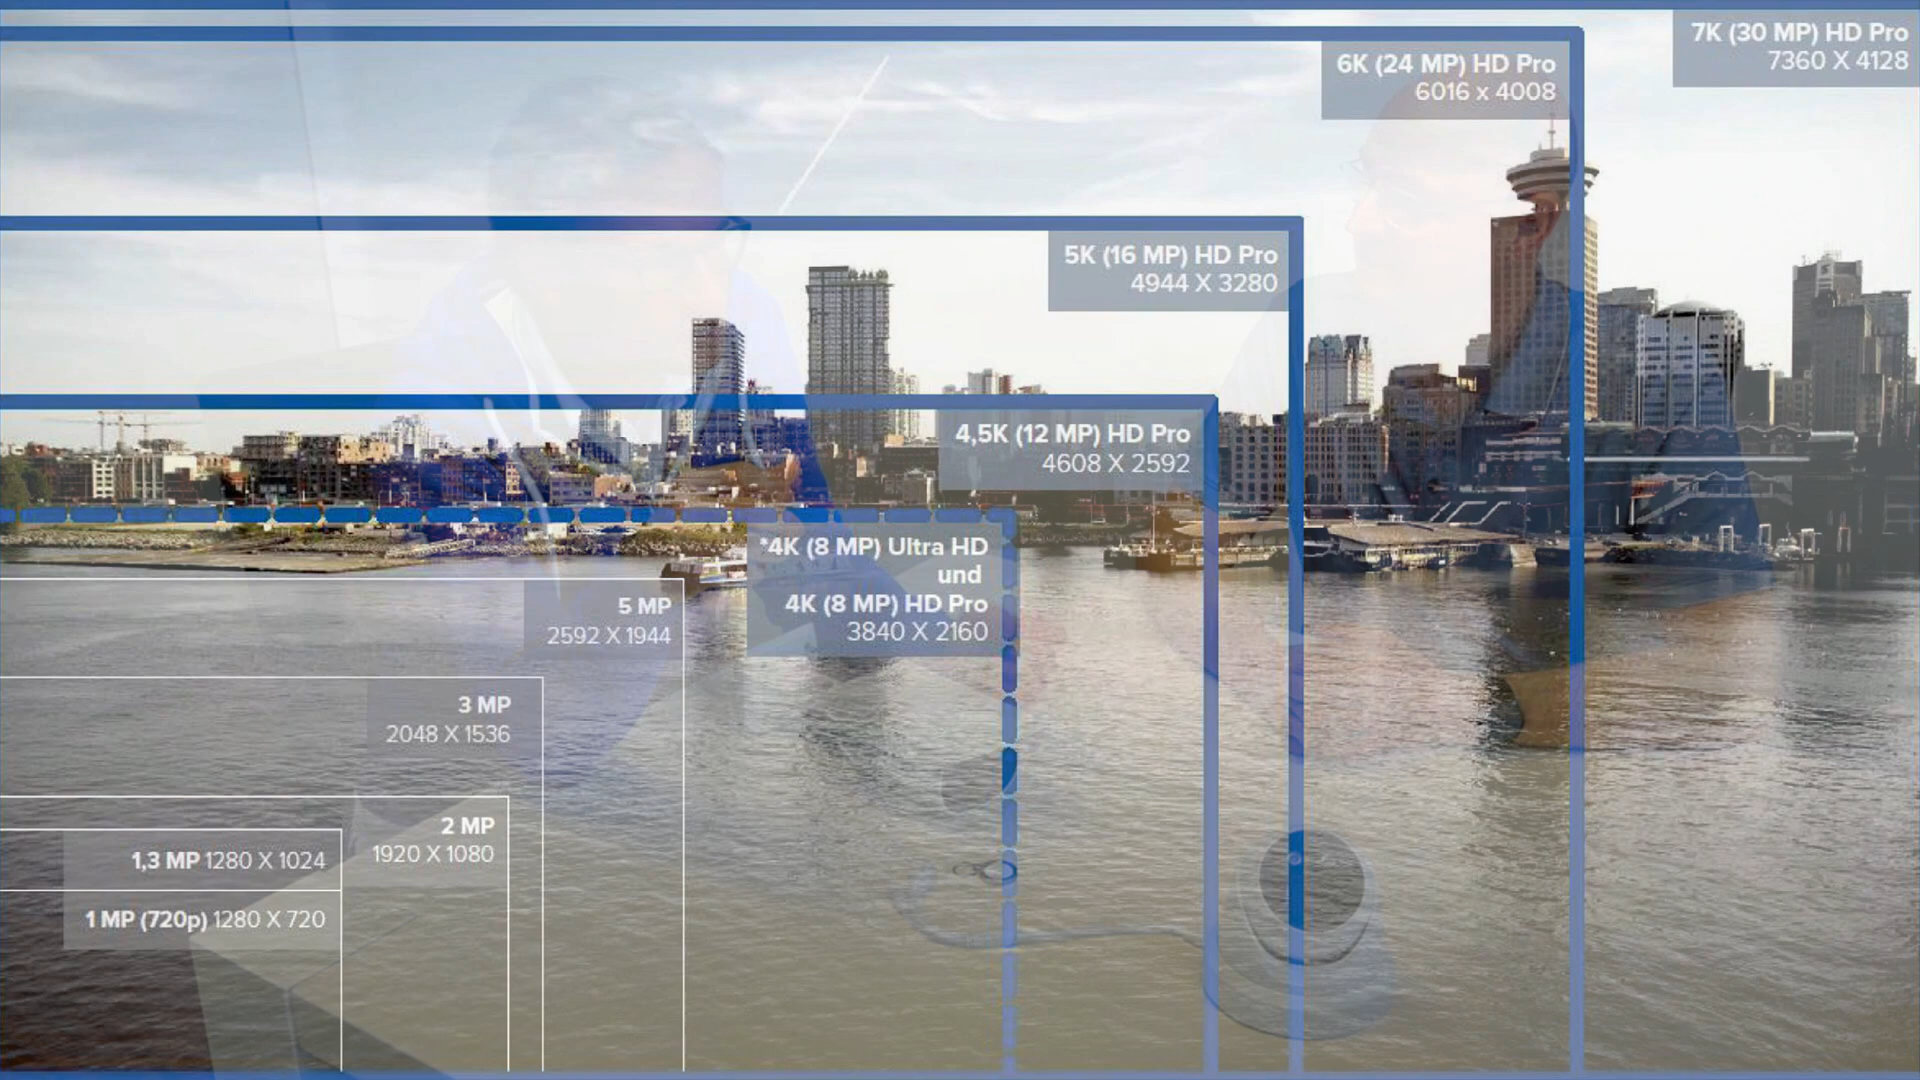 7K (30 MP) HD Pro
7360 X 4128
6K (24 MP) HD Pro
6016 x 4008
5K (16 MP) HD Pro
4944 X 3280
4,5K (12 MP) HD Pro
4608 X 2592
*4K (8 MP) Ultra HD
und
4K (8 MP) HD Pro
3840 X 2160
5 MP
2592 X 1944
3 MP
2048 X 1536
2 MP
1920 X 1080
1,3 MP 1280 X 1024
1 MP (720p) 1280 X 720